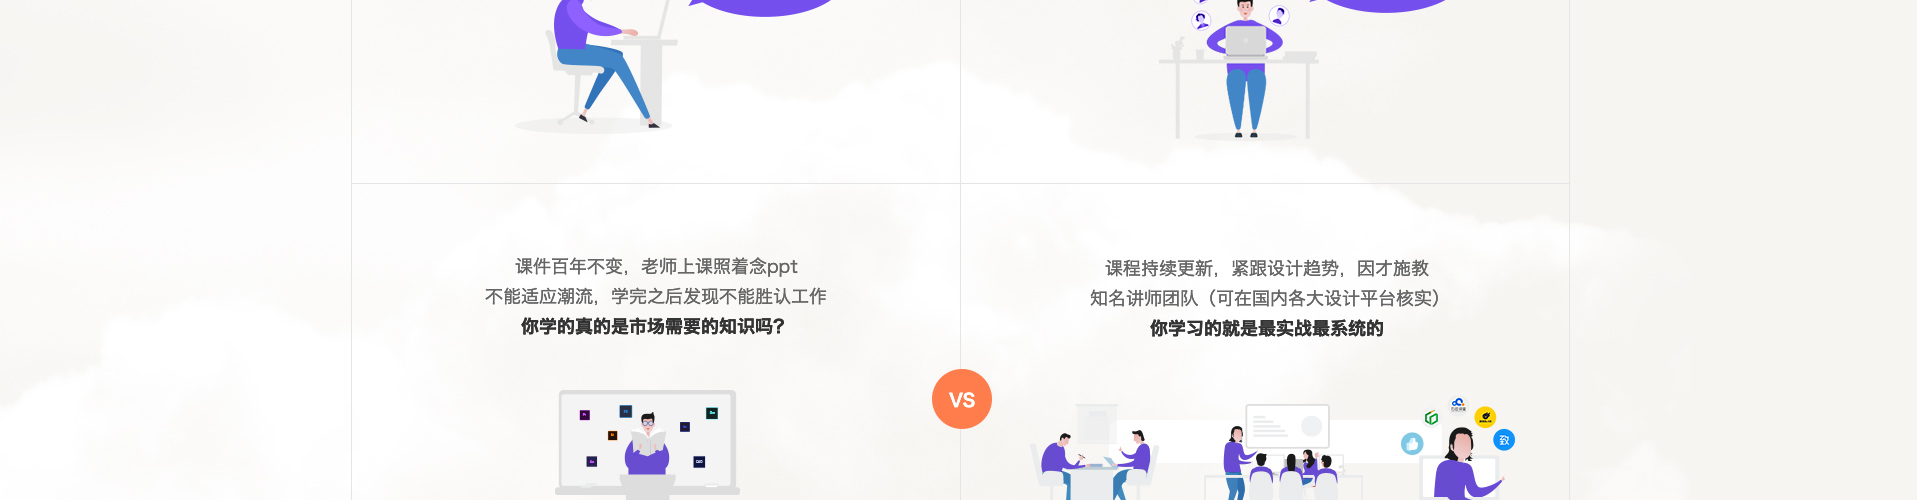 课件百年不变，老师上课照着念ppt
不能适应潮流，学完之后发现不能胜认工作
你学的真的是市场需要的知识吗？
课程持续更新，紧跟设计趋势，因才施教
知名讲师团队（可在国内各大设计平台核实）
你学习的就是最实战最系统的
VS
致